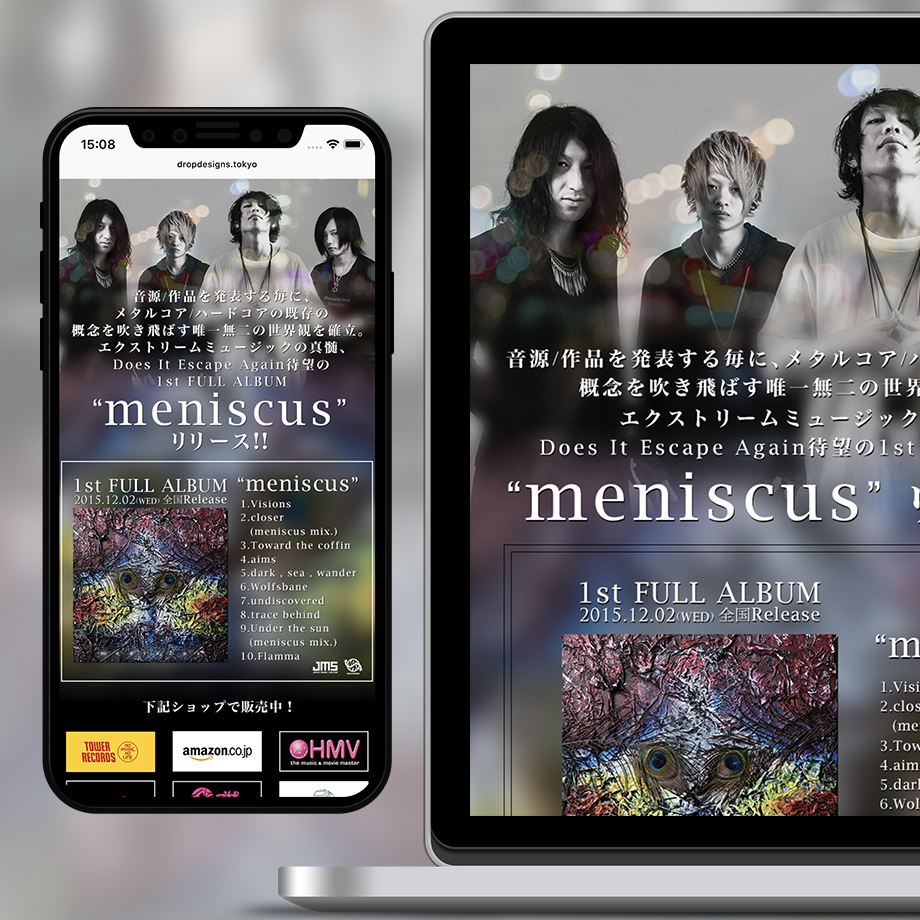 15:08
dropdesigns.tokyo
音源/作品を発表する毎に、
メタルコア/ハードコアの既存の
概念を吹き飛ばす唯一無二の世界観を確立。
エクストリームミュージックの真髄、
Does It Escape Again待望の
1st FULL ALBUM
“meniscus”
リリース!!
1st FULL ALBUM
2015.12.02(WED) 全国Release
“meniscus”
1.Visions
2.closer
(meniscus mix.)
3.Toward the coffin
4.aims
5.dark , sea , wander
6.Wolfsbane
7.undiscovered
8.trace behind
9.Under the sun
(meniscus mix.)
10.Flamma
JMS
下記ショップで販売中！
TOWER
RECORDS
NO
MUSIC,
NO
LIFE
amazon.co.jp
HMV
the music & movie master
音源/作品を発表する毎に、メタルコア/ハ
概念を吹き飛ばす唯一無二の世界
エクストリームミュージック
Does It Escape Again待望の1st
“meniscus”
1st FULL ALBUM
2015.12.02(WED) 全国Release
“m
1.Visi
2.clos
(me
3.Tow
4.aim
5.dark
6.Wol